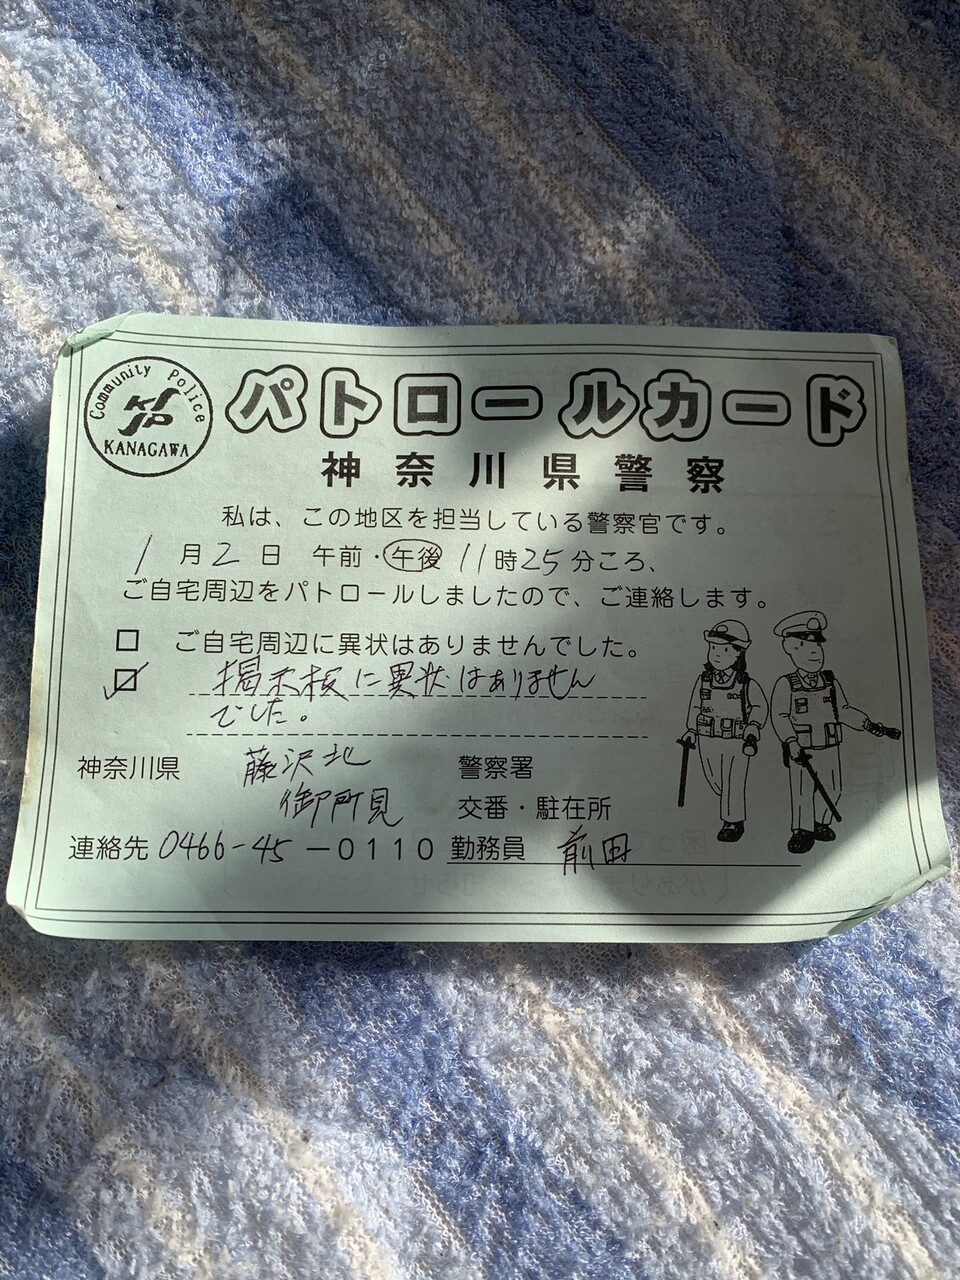 Community Police
KANAGAWA
パトロールカード
神奈川県警察
私は、この地区を担当している警察官です。
1月2日 午前・午後 11時25分ころ、
ご自宅周辺をパトロールしましたので、ご連絡します。
□ ご自宅周辺に異状はありませんでした。
☑ 掲示板に異状はありません
でした。
神奈川県 藤沢北 警察署
御所見 交番・駐在所
連絡先 0466-45-0110 勤務員 前田